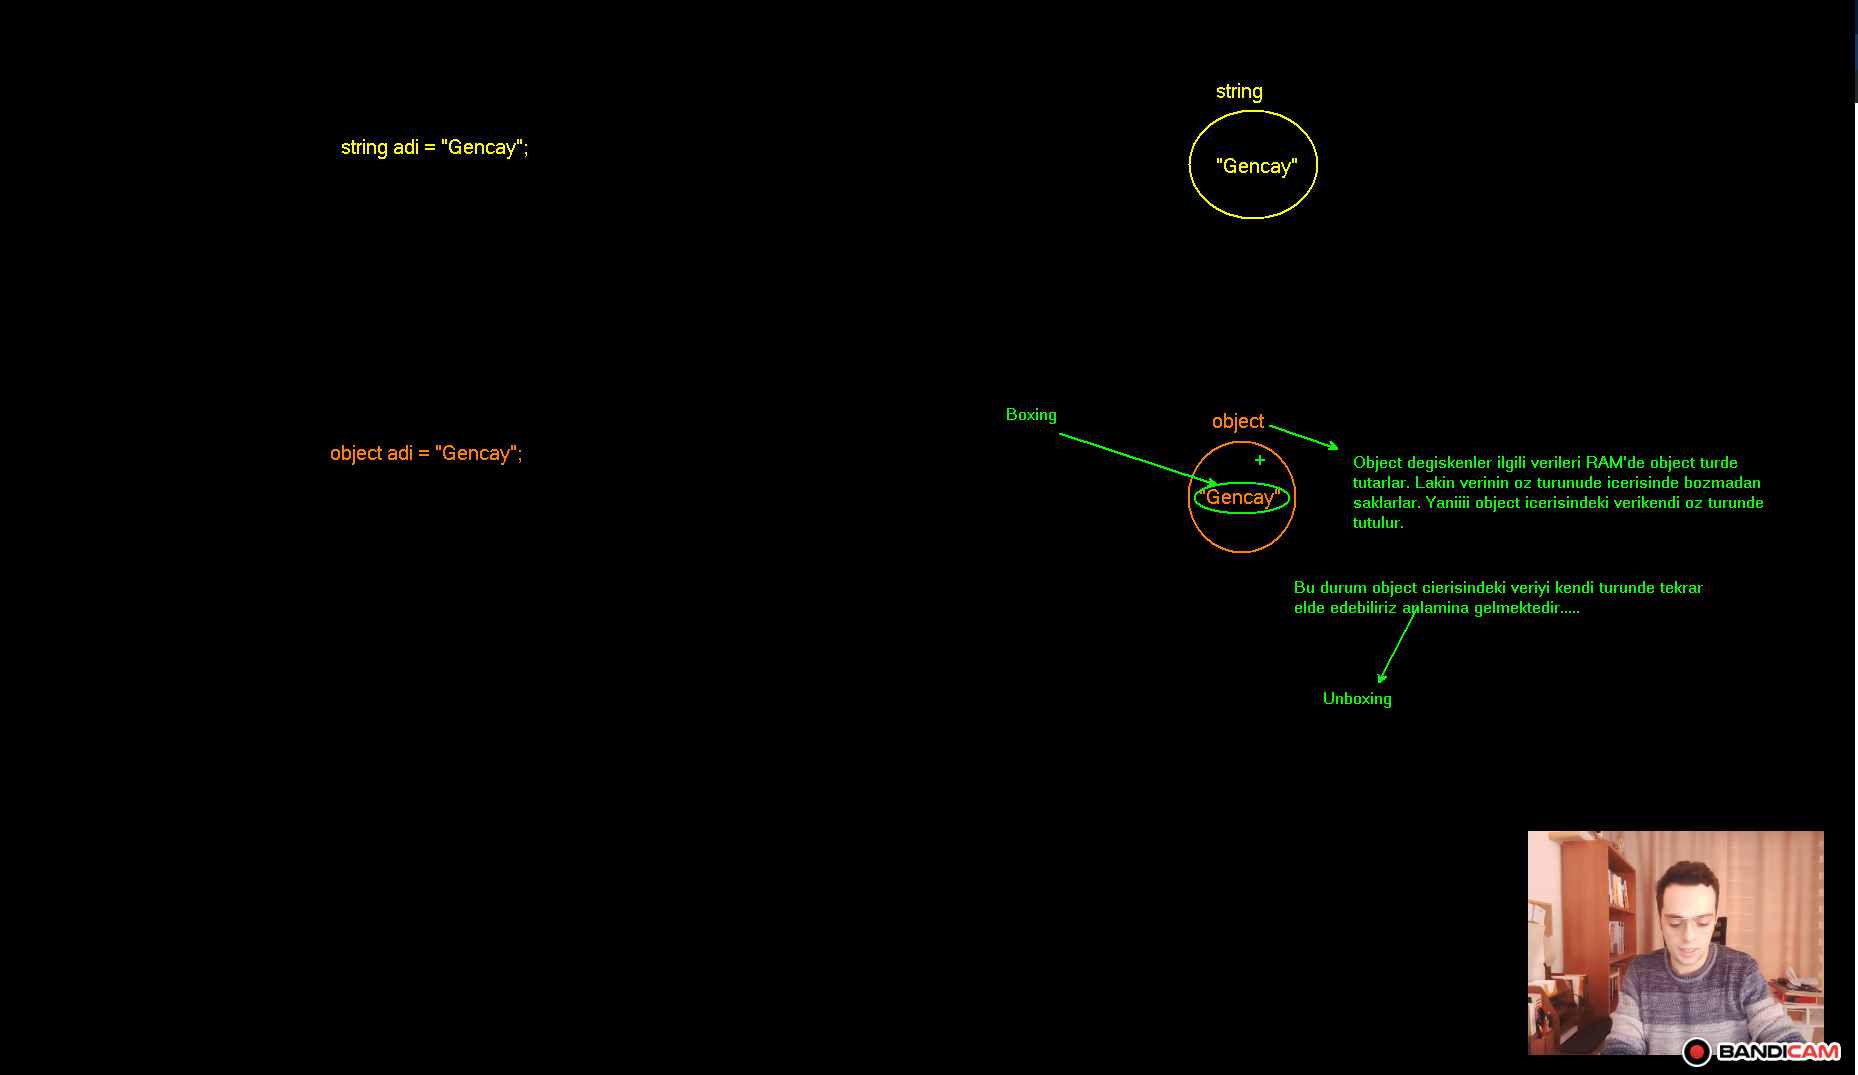 string
string adi = "Gencay";
"Gencay"
Boxing
object
object adi = "Gencay";
"Gencay"
+
Object degiskenler ilgili verileri RAM'de object turde
tutarlar. Lakin verinin oz turunude icerisinde bozmadan
saklarlar. Yaniiii object icerisindeki verikendi oz turunde
tutulur.
Bu durum object cierisindeki veriyi kendi turunde tekrar
elde edebiliriz anlamina gelmektedir.....
Unboxing
BANDICAM